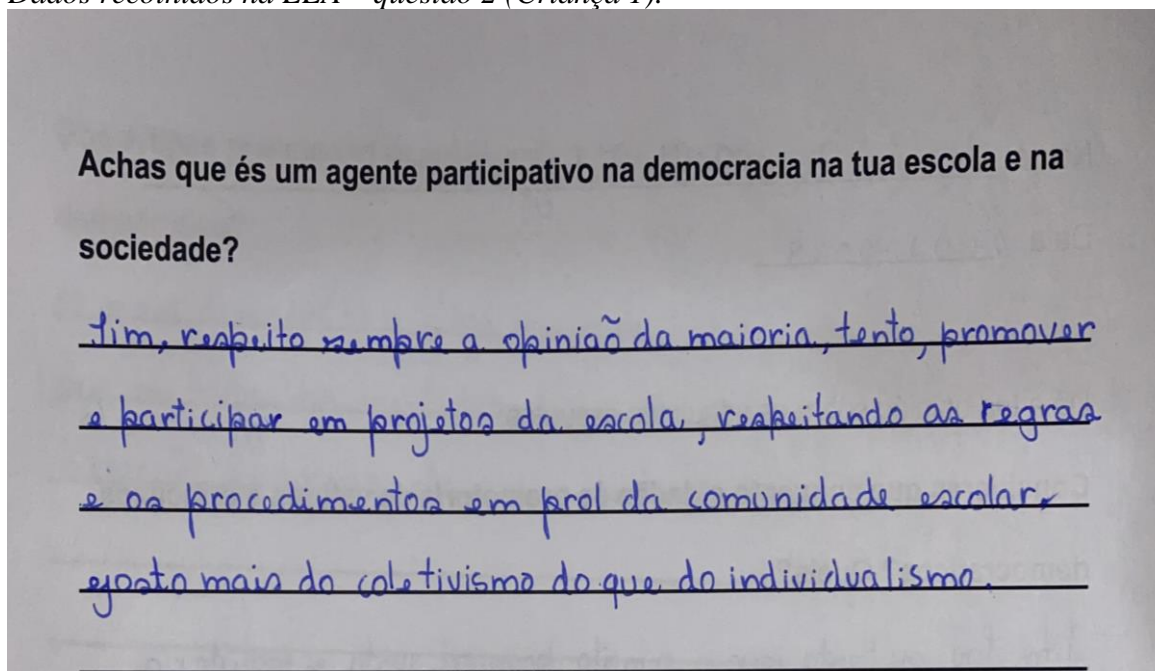 Dados recolhidos na EEA – questão 2 (Criança 1).
Achas que és um agente participativo na democracia na tua escola e na
sociedade?
Sim, respeito sempre a opinião da maioria, tento, promover
e participar em projetos da escola, respeitando as regras
e os procedimentos em prol da comunidade escolar,
gosto mais do coletivismo do que do individualismo.